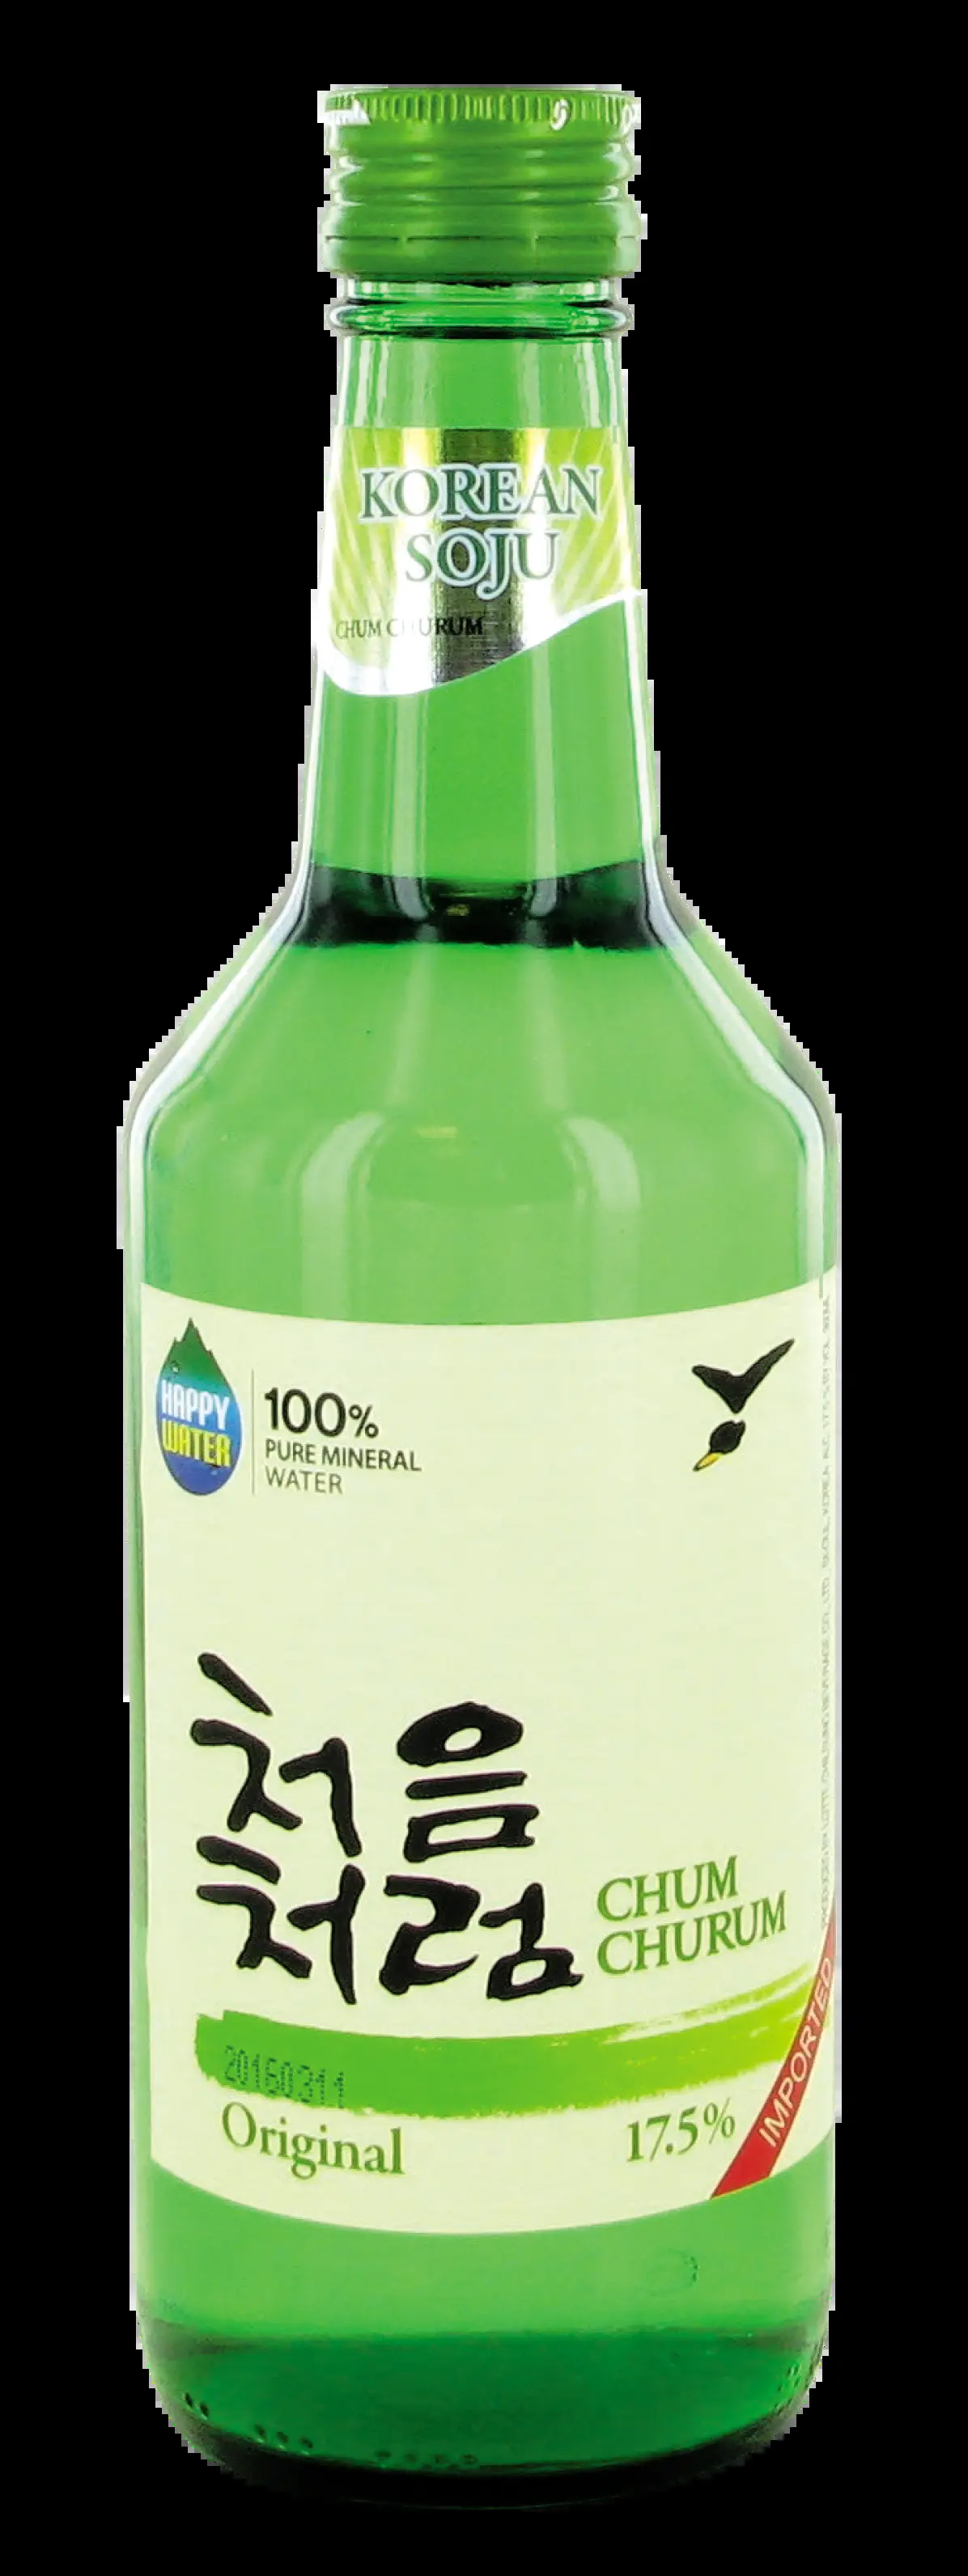 KOREAN
SOJU
CHUM CHURUM
HAPPY
WATER
100%
PURE MINERAL
WATER
처음
처럼
CHUM
CHURUM
20160311
Original
17.5%
IMPORTED